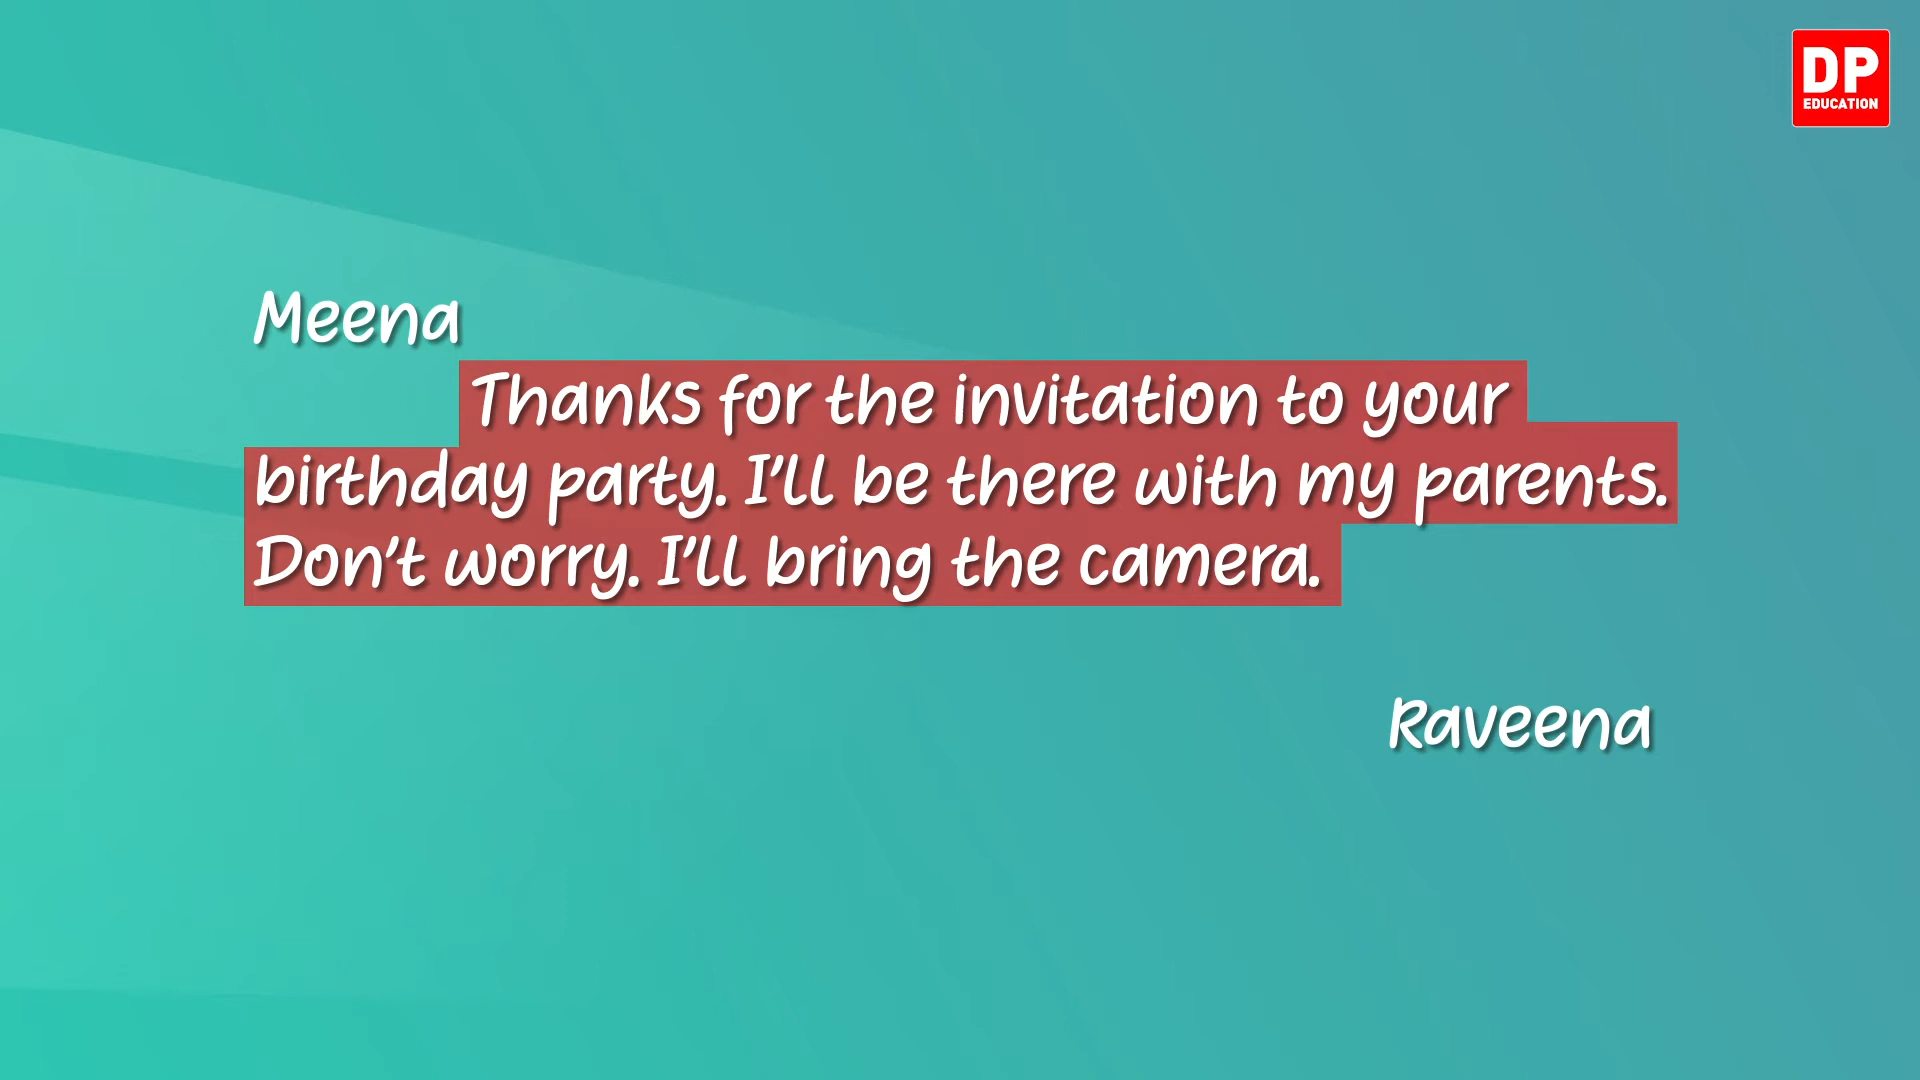 DP
EDUCATION
Meena
Thanks for the invitation to your
birthday party. I'll be there with my parents.
Don't worry. I'll bring the camera.
Raveena